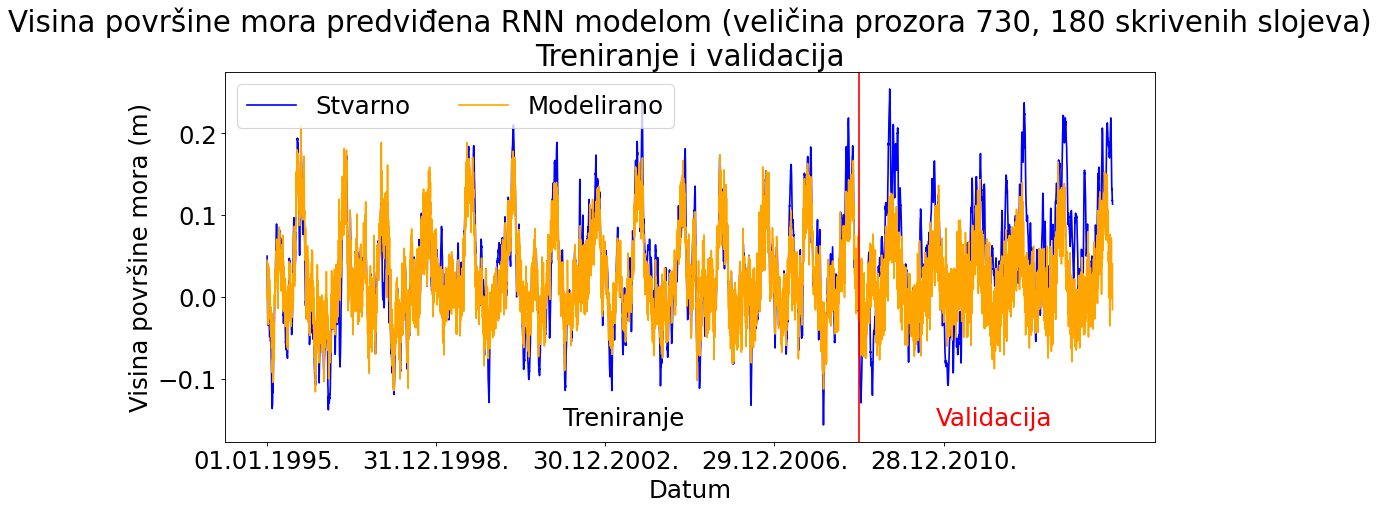 Visina površine mora predviđena RNN modelom (veličina prozora 730, 180 skrivenih slojeva)
Treniranje i validacija
Stvarno
Modelirano
Visina površine mora (m)
0.2
0.1
0.0
−0.1
Treniranje
Validacija
01.01.1995.
31.12.1998.
30.12.2002.
29.12.2006.
28.12.2010.
Datum